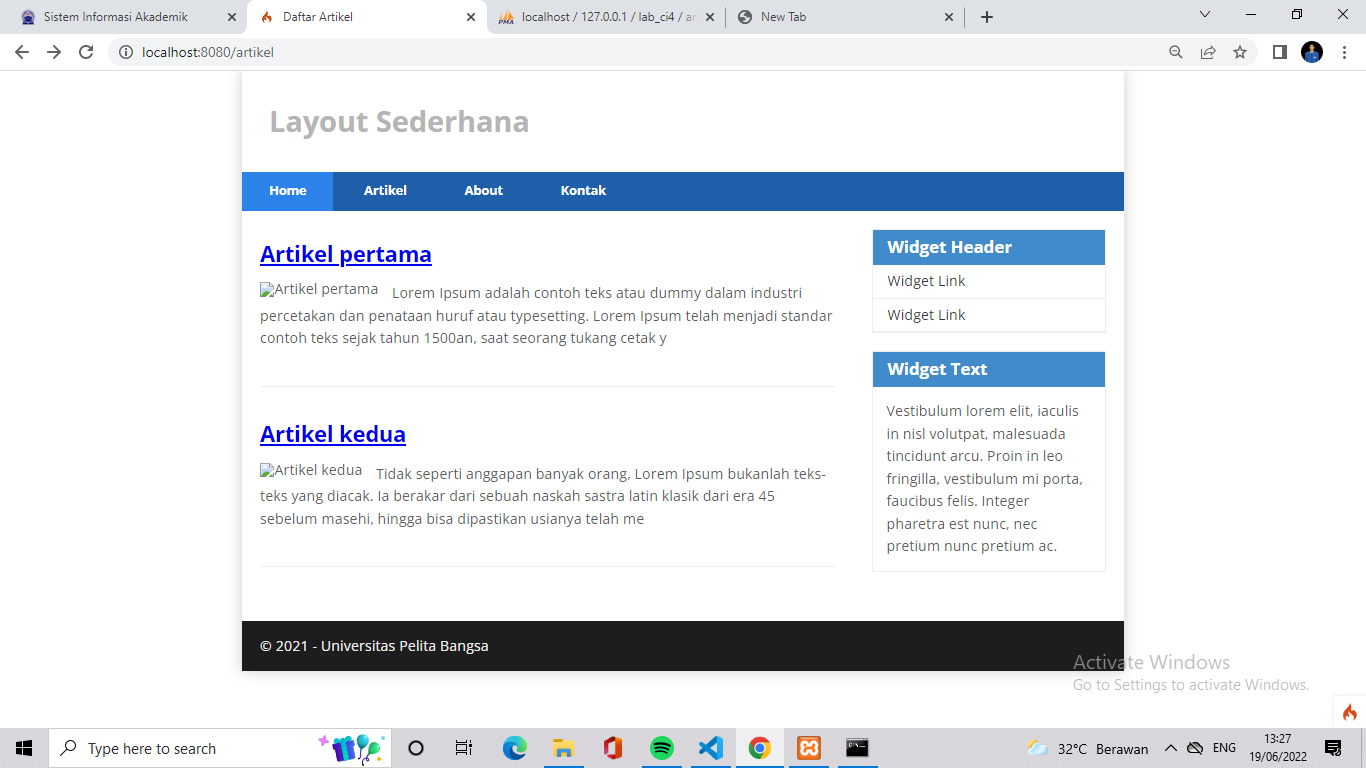 Sistem Informasi Akademik
Daftar Artikel
localhost / 127.0.0.1 / lab_ci4 / ar
New Tab
localhost:8080/artikel
Layout Sederhana
Home Artikel About Kontak
Artikel pertama
Artikel pertama Lorem Ipsum adalah contoh teks atau dummy dalam industri
percetakan dan penataan huruf atau typesetting. Lorem Ipsum telah menjadi standar
contoh teks sejak tahun 1500an, saat seorang tukang cetak y
Artikel kedua
Artikel kedua Tidak seperti anggapan banyak orang, Lorem Ipsum bukanlah teks-
teks yang diacak. Ia berakar dari sebuah naskah sastra latin klasik dari era 45
sebelum masehi, hingga bisa dipastikan usianya telah me
Widget Header
Widget Link
Widget Link
Widget Text
Vestibulum lorem elit, iaculis
in nisl volutpat, malesuada
tincidunt arcu. Proin in leo
fringilla, vestibulum mi porta,
faucibus felis. Integer
pharetra est nunc, nec
pretium nunc pretium ac.
© 2021 - Universitas Pelita Bangsa
Activate Windows
Go to Settings to activate Windows.
Type here to search
32°C Berawan
ENG
13:27
19/06/2022